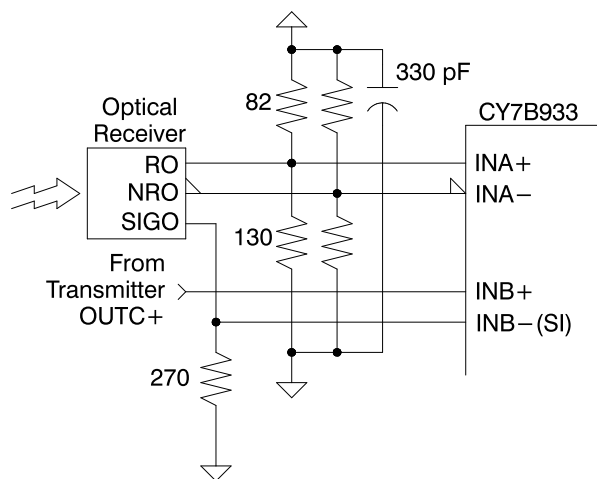 330 pF
82
Optical
Receiver
CY7B933
RO
INA+
NRO
INA−
SIGO
130
From
Transmitter
OUTC+
INB+
INB−(SI)
270